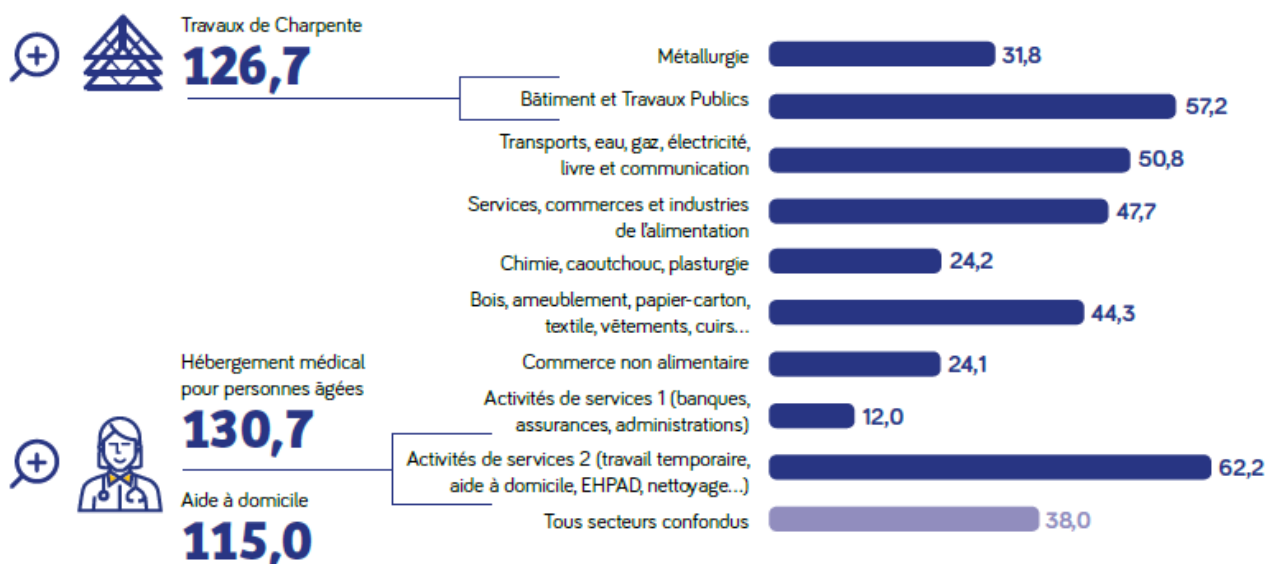 Travaux de Charpente
126,7
Métallurgie
31,8
Bâtiment et Travaux Publics
57,2
Transports, eau, gaz, électricité,
livre et communication
50,8
Services, commerces et industries
de l'alimentation
47,7
Chimie, caoutchouc, plasturgie
24,2
Bois, ameublement, papier-carton,
textile, vêtements, cuirs...
44,3
Hébergement médical
pour personnes âgées
130,7
Commerce non alimentaire
24,1
Activités de services 1 (banques,
assurances, administrations)
12,0
Activités de services 2 (travail temporaire,
aide à domicile, EHPAD, nettoyage...)
62,2
Aide à domicile
115,0
Tous secteurs confondus
38,0